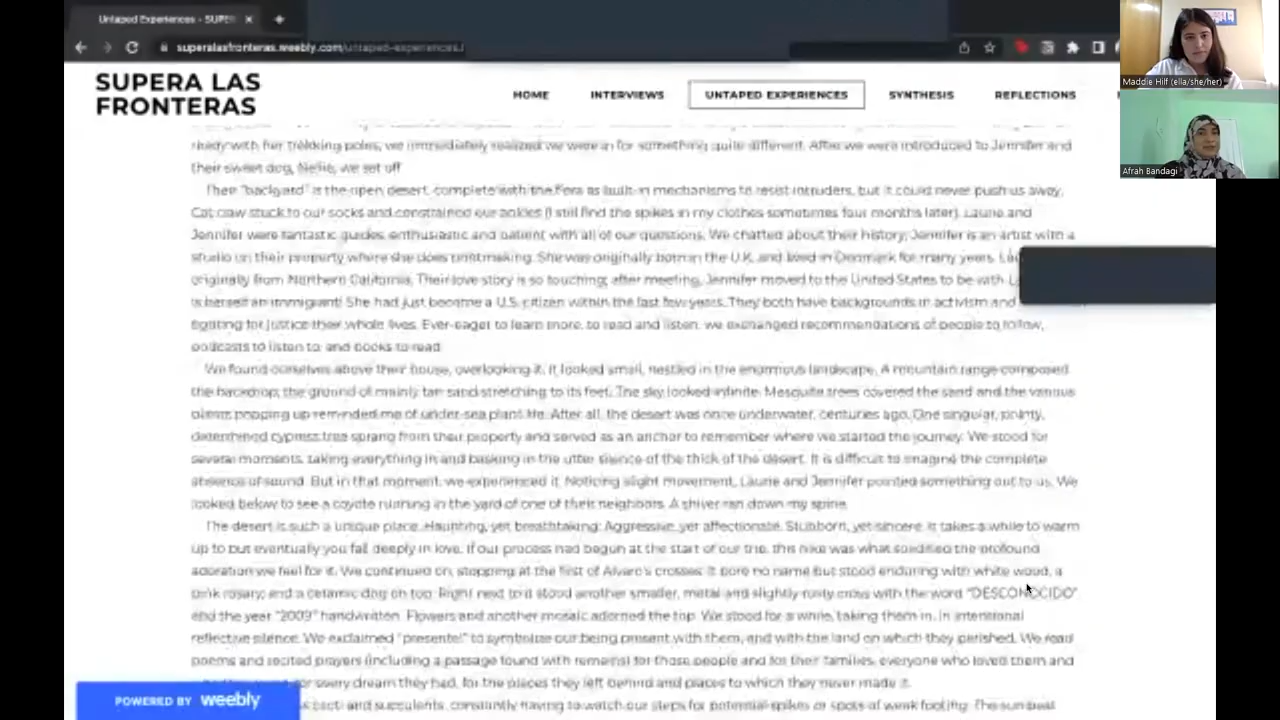 Untaped Experiences - SUPE
superalasfronteras.weebly.com/untaped-experiences
SUPERA LAS
FRONTERAS
HOME
INTERVIEWS
UNTAPED EXPERIENCES
SYNTHESIS
REFLECTIONS
Maddie Hilf (ella/she/her)
Afrah Bandagi
ready with her trekking poles, we immediately realized we were in for something quite different. After we were introduced to Jennifer and
their sweet dog, Nellie, we set off.
Their "backyard" is the open desert, complete with the flora as built-in mechanisms to resist intruders, but it could never push us away.
Cat claw stuck to our socks and constrained our ankles (I still find the spikes in my clothes sometimes four months later). Laurie and
Jennifer were fantastic guides, enthusiastic and patient with all of our questions. We chatted about their history; Jennifer is an artist with a
studio on their property where she does printmaking. She was originally born in the U.K. and lived in Denmark for many years.
originally from Northern California. Their love story is so touching; after meeting, Jennifer moved to the United States to be with
is herself an immigrant! She had just become a U.S. citizen within the last few years. They both have backgrounds in activism and
fighting for justice their whole lives. Ever-eager to learn more, to read and listen, we exchanged recommendations of people to follow,
podcasts to listen to, and books to read.
We found ourselves above their house, overlooking it. It looked small, nestled in the enormous landscape. A mountain range composed
the backdrop, the ground of mainly tan sand stretching to its feet. The sky looked infinite. Mesquite trees covered the sand and the various
plants popping up reminded me of under-sea plant life. After all, the desert was once underwater, centuries ago. One singular, pointy,
determined cypress tree sprang from their property and served as an anchor to remember where we started the journey. We stood for
several moments, taking everything in and basking in the utter silence of the thick of the desert. It is difficult to imagine the complete
absence of sound. But in that moment, we experienced it. Noticing slight movement, Laurie and Jennifer pointed something out to us. We
looked below to see a coyote running in the yard of one of their neighbors. A shiver ran down my spine.
The desert is such a unique place. Haunting, yet breathtaking. Aggressive, yet affectionate. Stubborn, yet sincere. It takes a while to warm
up to but eventually you fall deeply in love. If our process had begun at the start of our trip, this hike was what solidified the profound
adoration we feel for it. We continued on, stopping at the first of Alvaro's crosses. It bore no name but stood enduring with white wood, a
pink rosary, and a ceramic dog on top. Right next to it stood another smaller, metal and slightly rusty cross with the word "DESCONOCIDO"
and the year "2009" handwritten. Flowers and another mosaic adorned the top. We stood for a while, taking them in, in intentional
reflective silence. We exclaimed "presente!" to symbolize our being present with them, and with the land on which they perished. We read
poems and recited prayers (including a passage found with remains) for those people and for their families, everyone who loved them and
for every dream they had, for the places they left behind and places to which they never made it.
cacti and succulents, constantly having to watch our steps for potential spikes or spots of weak footing. The sun beat
POWERED BY weebly